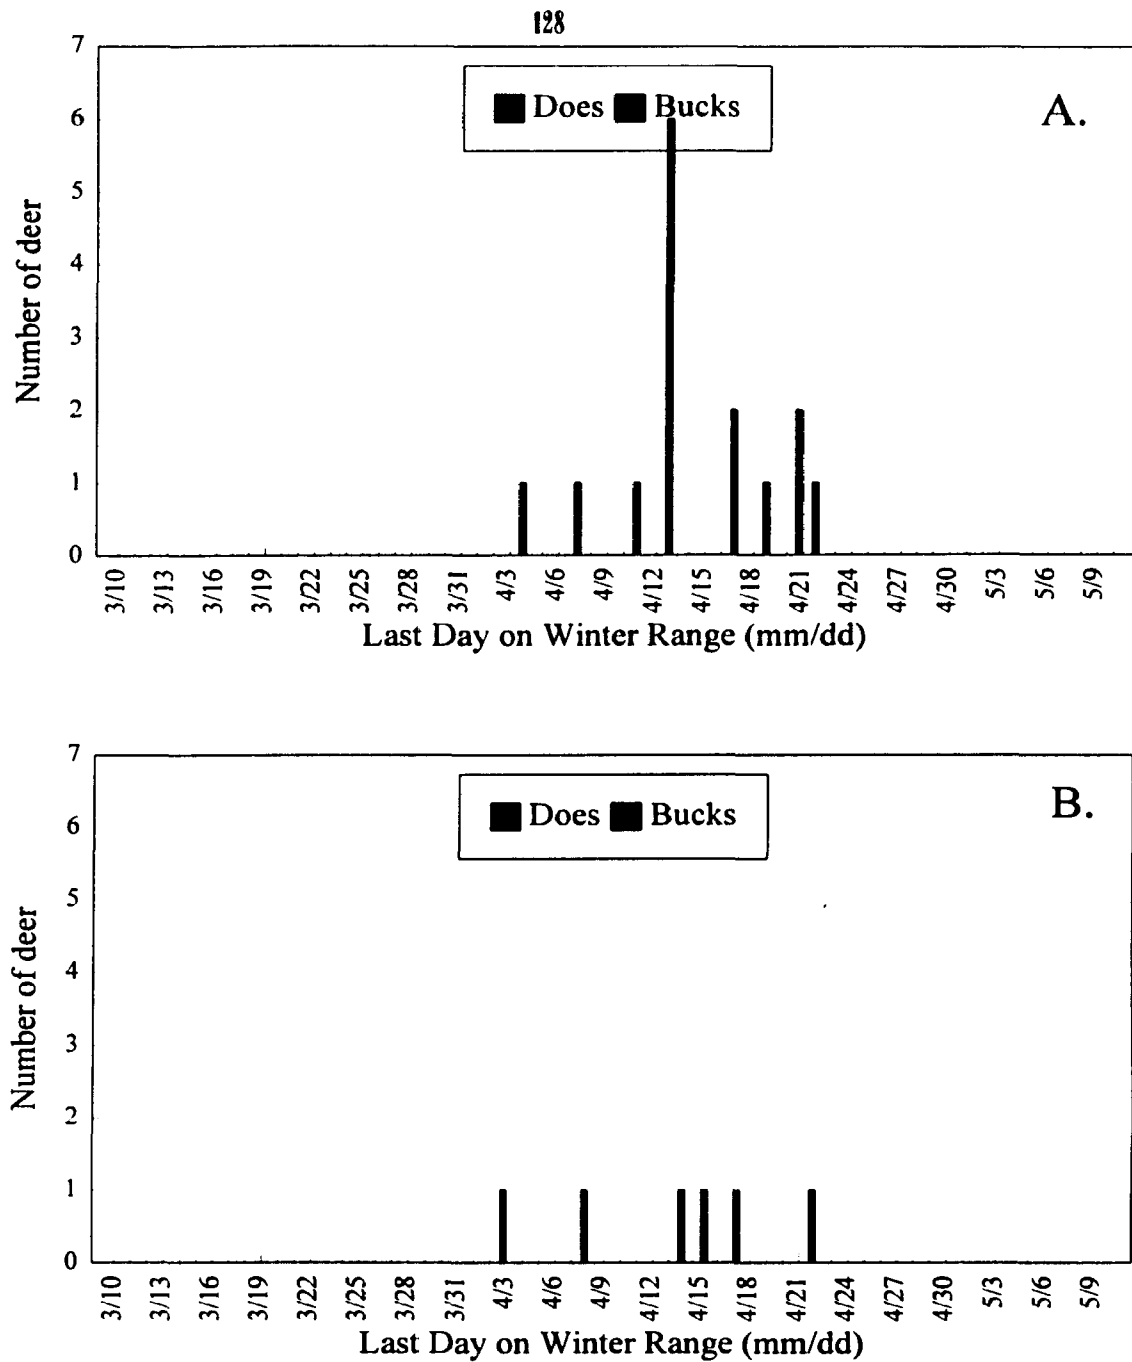 128
7
Does Bucks
A.
6
5
4
3
2
1
0
Number of deer
3/10 3/13 3/16 3/19 3/22 3/25 3/28 3/31 4/3 4/6 4/9 4/12 4/15 4/18 4/21 4/24 4/27 4/30 5/3 5/6 5/9
Last Day on Winter Range (mm/dd)
7
Does Bucks
B.
6
5
4
3
2
1
0
Number of deer
3/10 3/13 3/16 3/19 3/22 3/25 3/28 3/31 4/3 4/6 4/9 4/12 4/15 4/18 4/21 4/24 4/27 4/30 5/3 5/6 5/9
Last Day on Winter Range (mm/dd)